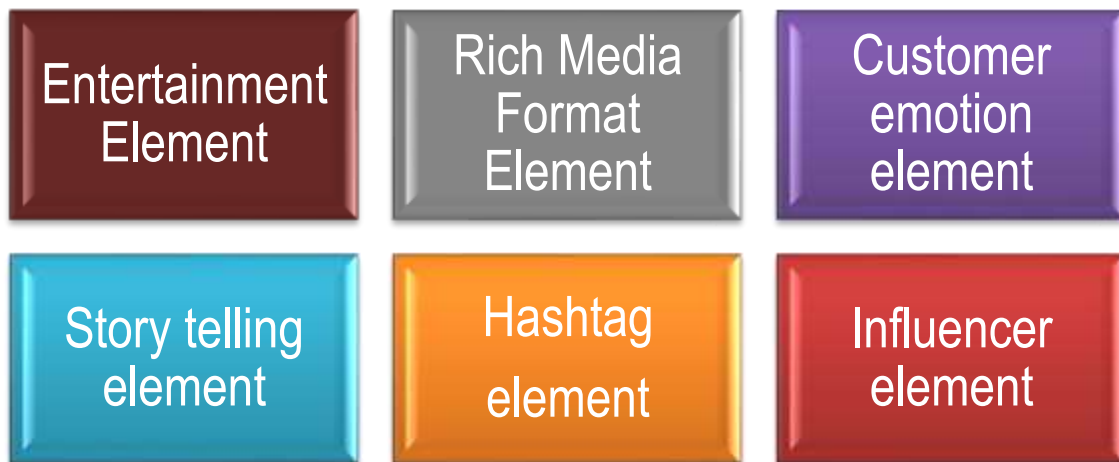 Entertainment
Element
Rich Media
Format
Element
Customer
emotion
element
Story telling
element
Hashtag
element
Influencer
element